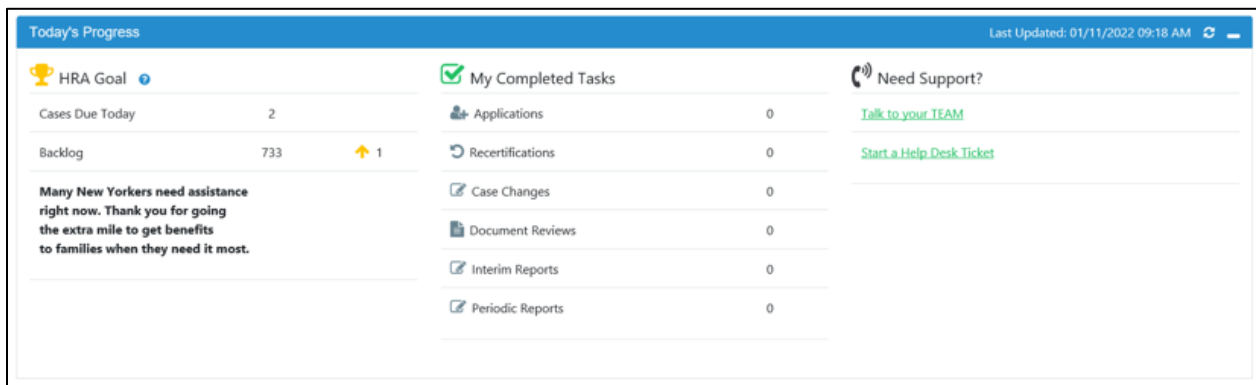 Today's Progress
Last Updated: 01/11/2022 09:18 AM
HRA Goal
Cases Due Today 2
Backlog 733 1
Many New Yorkers need assistance
right now. Thank you for going
the extra mile to get benefits
to families when they need it most.
My Completed Tasks
Applications 0
Recertifications 0
Case Changes 0
Document Reviews 0
Interim Reports 0
Periodic Reports 0
Need Support?
Talk to your TEAM
Start a Help Desk Ticket